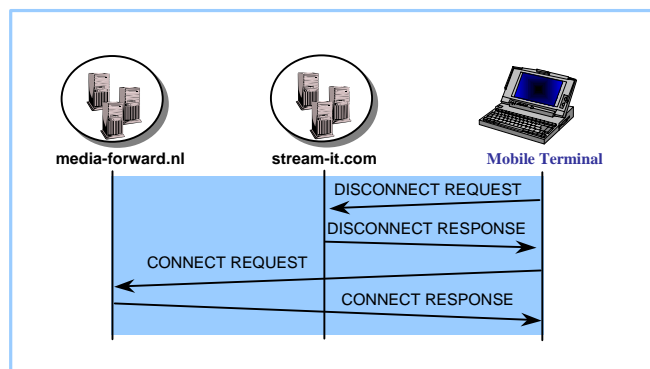 media-forward.nl
stream-it.com
Mobile Terminal
DISCONNECT REQUEST
DISCONNECT RESPONSE
CONNECT REQUEST
CONNECT RESPONSE